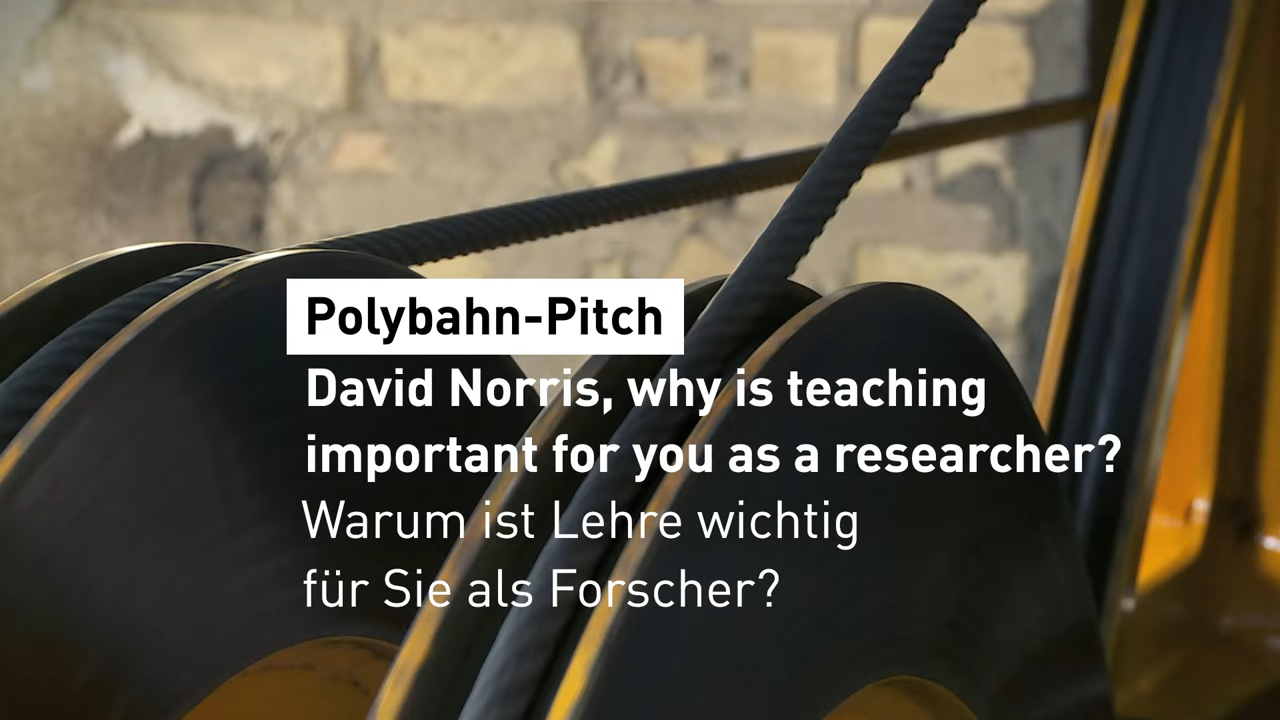 Polybahn-Pitch
David Norris, why is teaching
important for you as a researcher?
Warum ist Lehre wichtig
für Sie als Forscher?